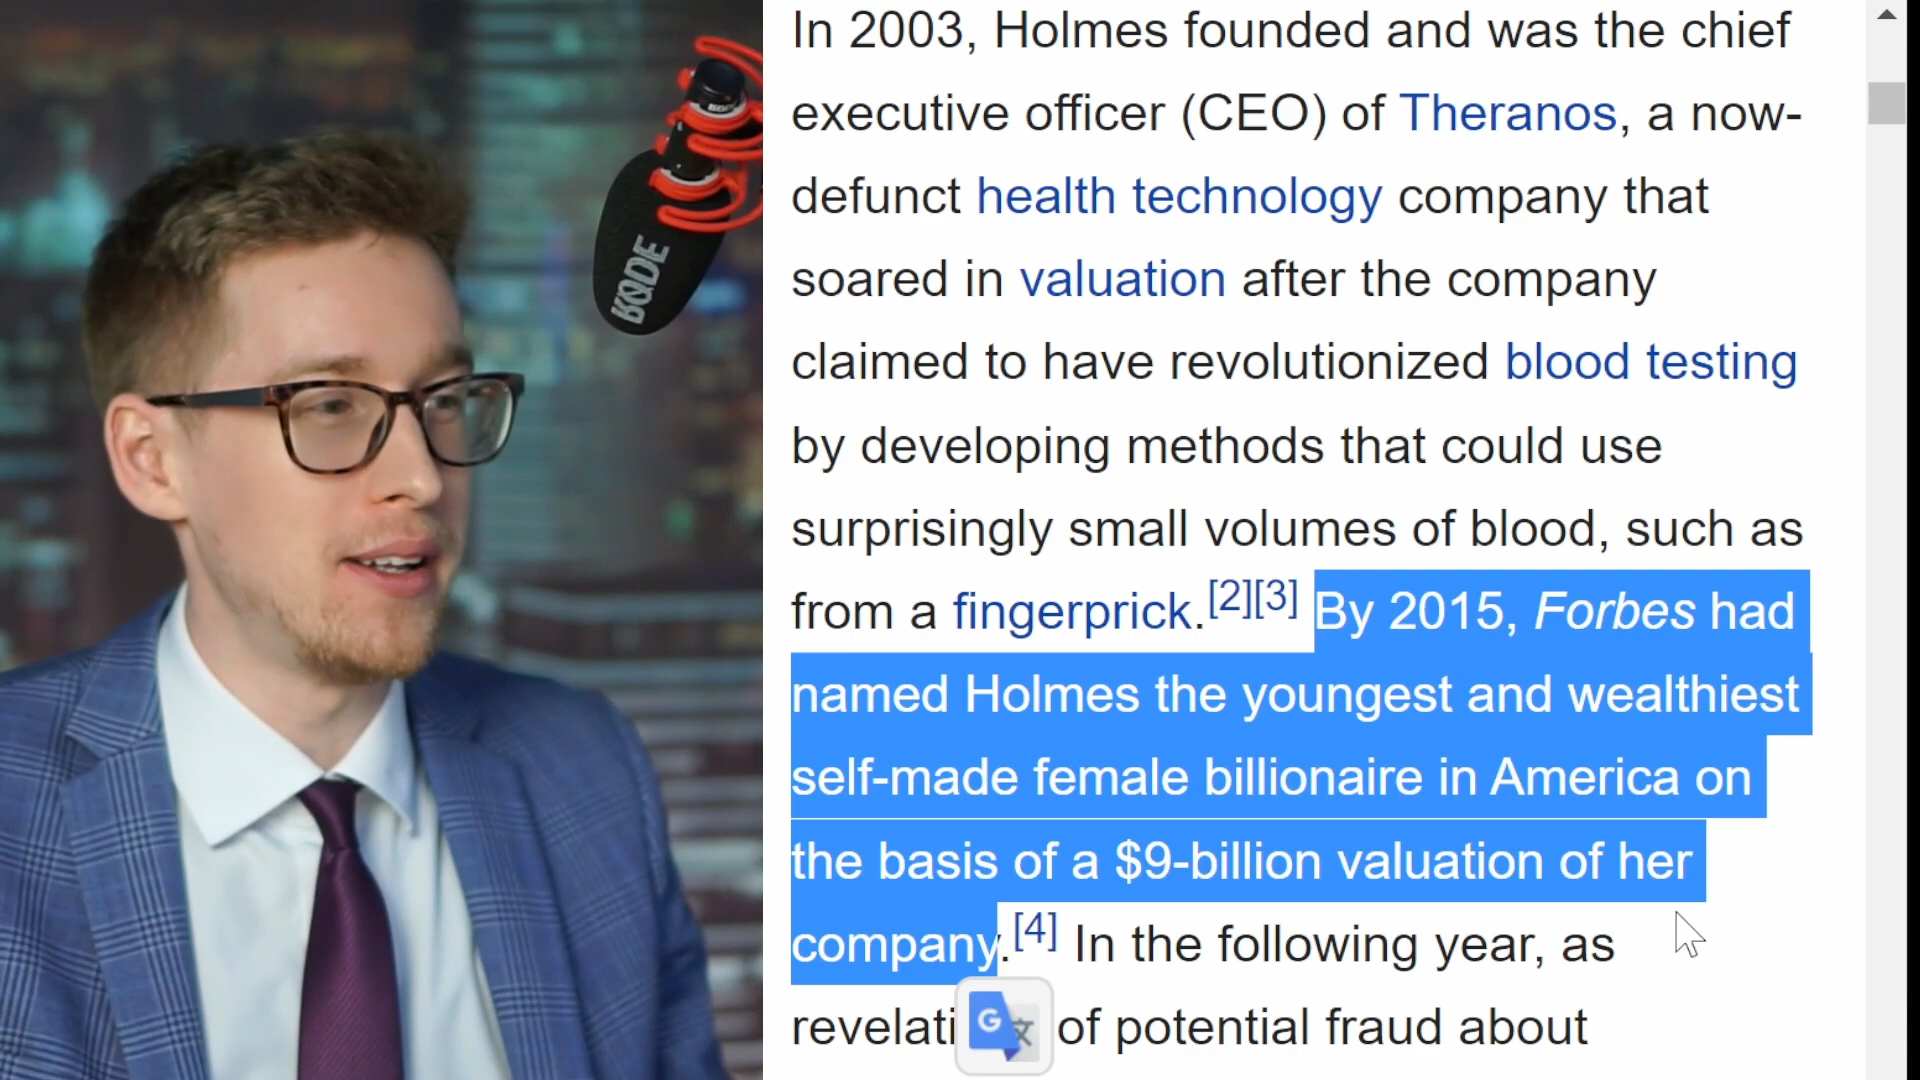 RØDE
In 2003, Holmes founded and was the chief
executive officer (CEO) of Theranos, a now-
defunct health technology company that
soared in valuation after the company
claimed to have revolutionized blood testing
by developing methods that could use
surprisingly small volumes of blood, such as
from a fingerprick.[2][3] By 2015, Forbes had
named Holmes the youngest and wealthiest
self-made female billionaire in America on
the basis of a $9-billion valuation of her
company.[4] In the following year, as
revelati of potential fraud about